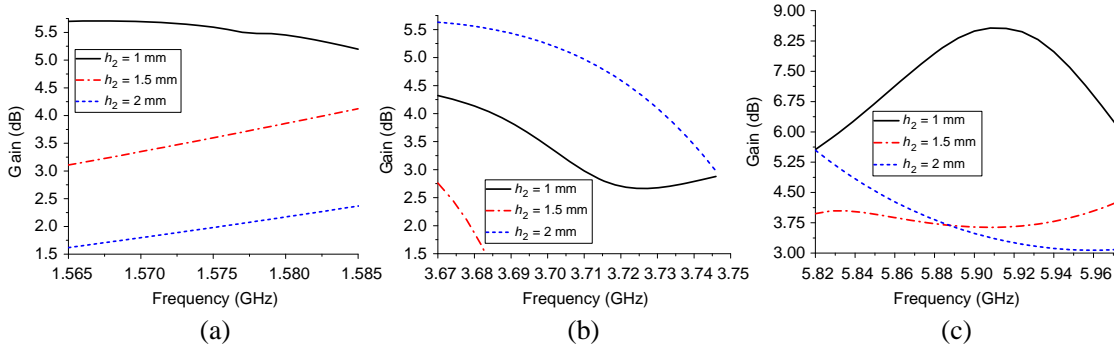 5.5
5.0
4.5
4.0
3.5
3.0
2.5
2.0
1.5
Gain (dB)
h2 = 1 mm
h2 = 1.5 mm
h2 = 2 mm
1.565 1.570 1.575 1.580 1.585
Frequency (GHz)
(a)
5.5
5.0
4.5
4.0
3.5
3.0
2.5
2.0
1.5
Gain (dB)
h2 = 1 mm
h2 = 1.5 mm
h2 = 2 mm
3.67 3.68 3.69 3.70 3.72 3.73 3.74 3.75
Frequency (GHz)
(b)
9.00
8.25
7.50
6.75
6.00
5.25
4.50
3.75
3.00
Gain (dB)
h2 = 1 mm
h2 = 1.5 mm
h2 = 2 mm
5.82 5.84 5.86 5.88 5.90 5.92 5.94 5.96
Frequency (GHz)
(c)